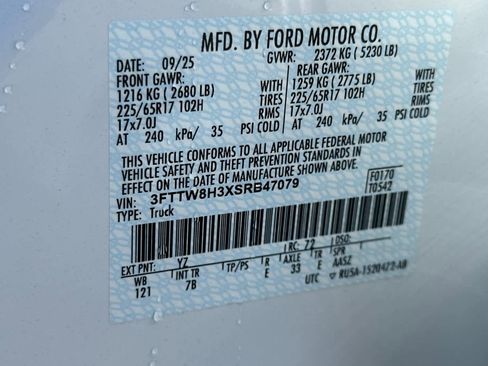 MFD. BY FORD MOTOR CO.
DATE: 09/25 GVWR: 2372 KG ( 5230 LB)
FRONT GAWR: REAR GAWR:
1216 KG ( 2680 LB) WITH 1259 KG ( 2775 LB) WITH
225/65R17 102H TIRES 225/65R17 102H TIRES
17x7.0J RIMS 17x7.0J RIMS
AT 240 kPa/ 35 PSI COLD AT 240 kPa/ 35 PSI COLD
THIS VEHICLE CONFORMS TO ALL APPLICABLE FEDERAL MOTOR
VEHICLE SAFETY AND THEFT PREVENTION STANDARDS IN
EFFECT ON THE DATE OF MANUFACTURE SHOWN ABOVE.
VIN: 3FTTW8H3XSRB47079 F0170
TYPE: Truck T0542
EXT PNT: YZ RC: 72 DSO:
WB INT TR TP/PS R AXLE TR SPR
121 7B E 33 E AA5Z
UTC ▽ RU5A-1520472-AB